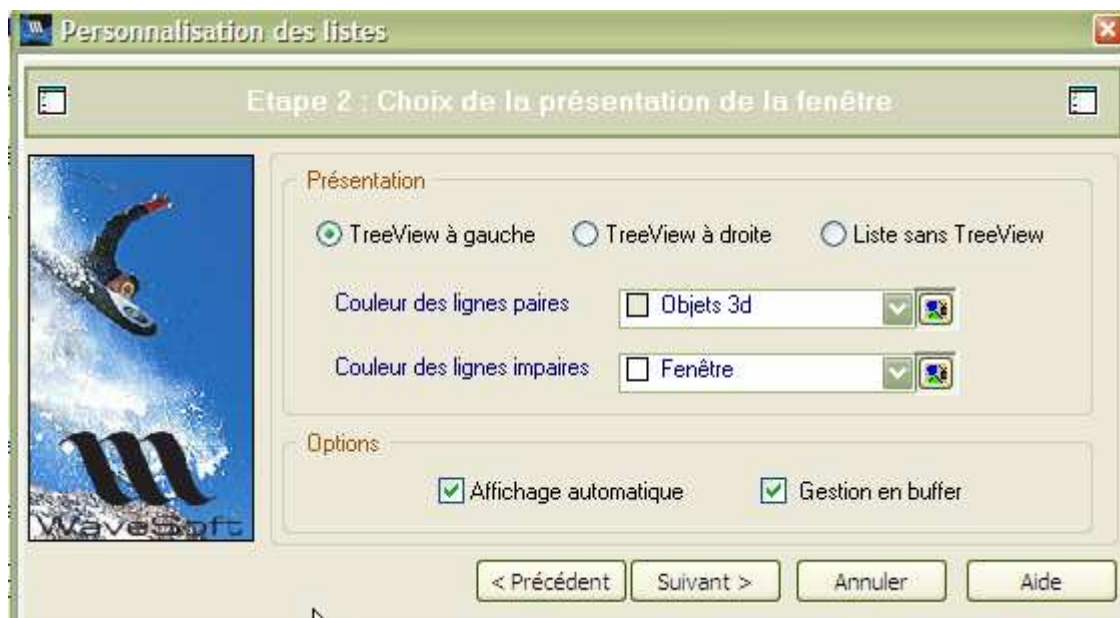 Personnalisation des listes
Etape 2 : Choix de la présentation de la fenêtre
Présentation
TreeView à gauche TreeView à droite Liste sans TreeView
Couleur des lignes paires Objets 3d
Couleur des lignes impaires Fenêtre
Options
Affichage automatique Gestion en buffer
WaveSoft
< Précédent Suivant > Annuler Aide